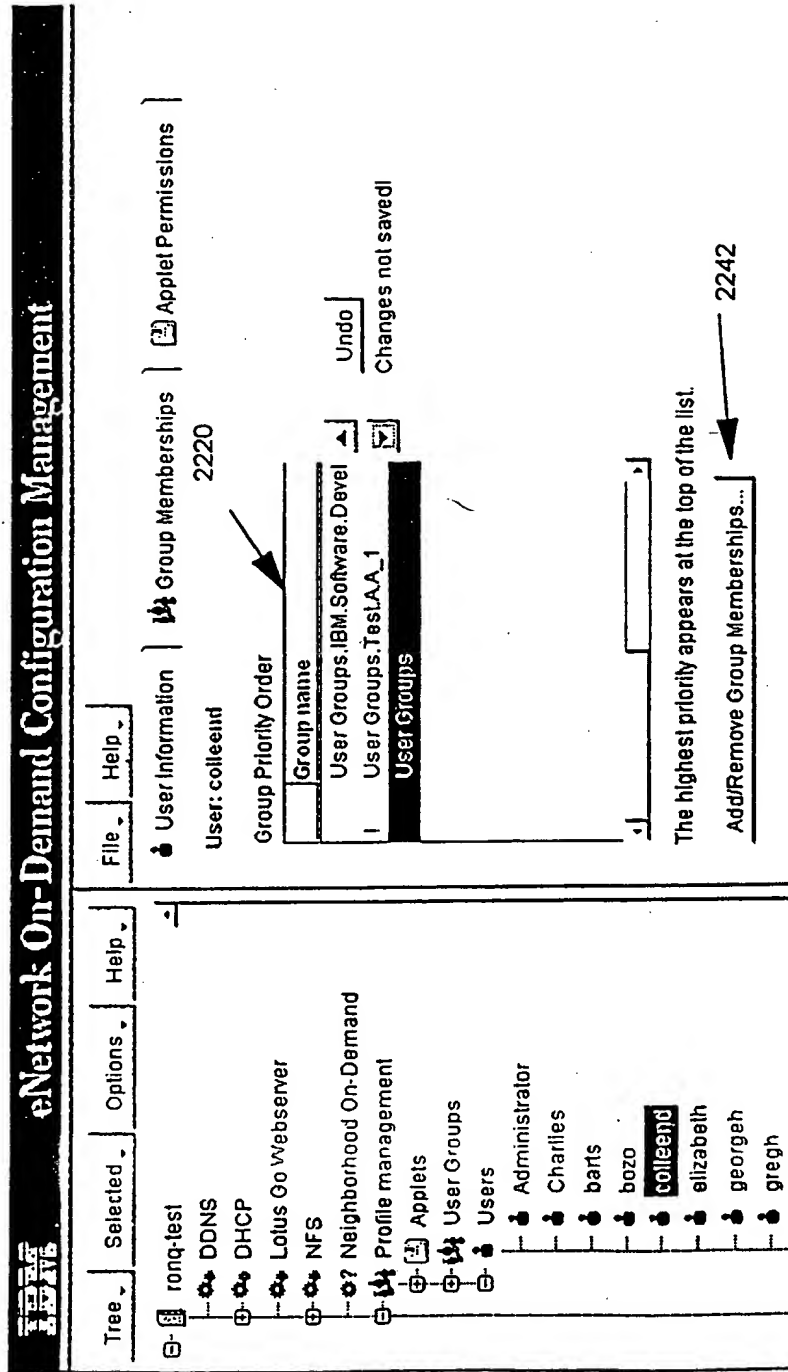 IBM eNetwork On-Demand Configuration Management
Tree Selected Options Help
ronq-test
DDNS
DHCP
Lotus Go Webserver
NFS
Neighborhood On-Demand
Profile management
Applets
User Groups
Users
Administrator
Charlies
barts
bozo
colleend
elizabeth
georgeh
gregh
File Help
User Information Group Memberships Applet Permissions
User: colleend
2220
Group Priority Order
Group name
User Groups.IBM.Software.Devel
User Groups.Test.AA_1
User Groups
Undo
Changes not saved!
The highest priority appears at the top of the list.
Add/Remove Group Memberships...
2242